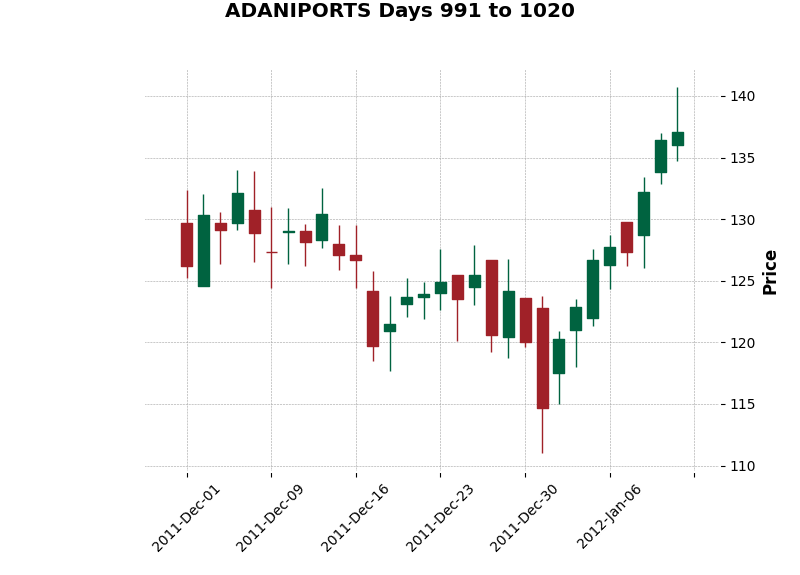 ADANIPORTS Days 991 to 1020
140
135
130
125
120
115
110
Price
2011-Dec-01
2011-Dec-09
2011-Dec-16
2011-Dec-23
2011-Dec-30
2012-Jan-06